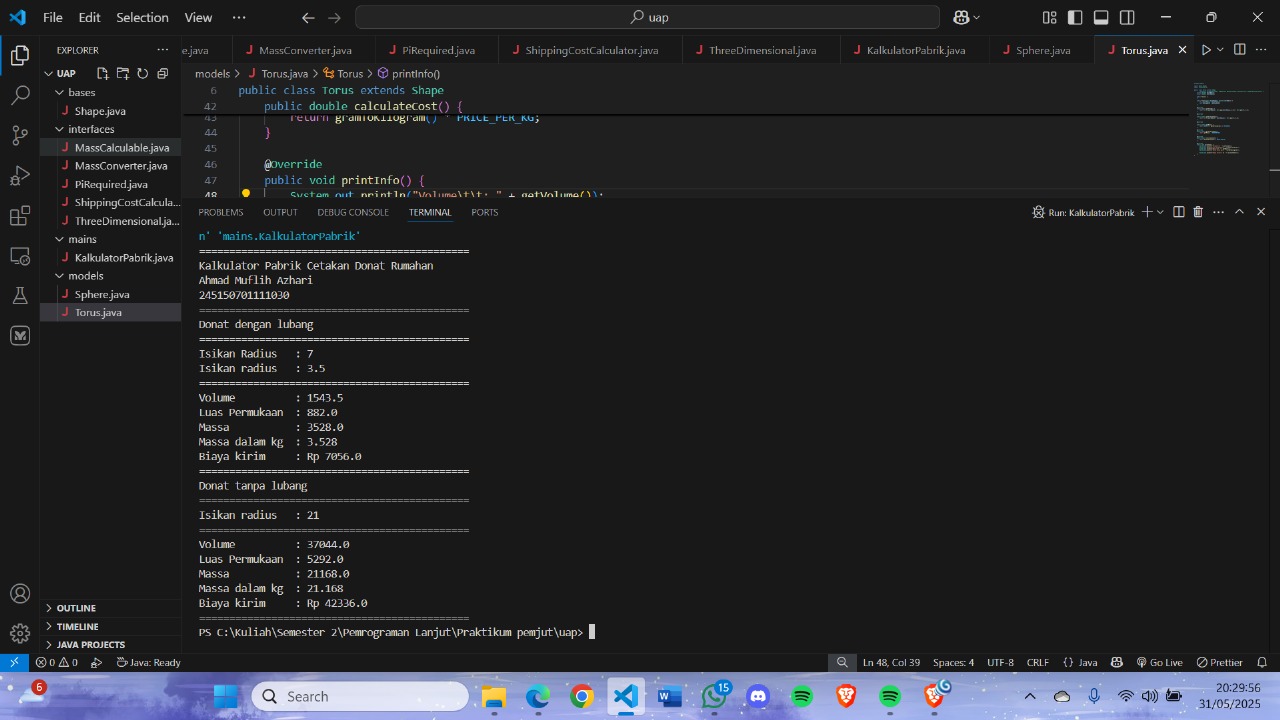 File Edit Selection View ···
uap
EXPLORER ···
e.java MassConverter.java PiRequired.java ShippingCostCalculator.java ThreeDimensional.java KalkulatorPabrik.java Sphere.java Torus.java
UAP
bases
Shape.java
interfaces
MassCalculable.java
MassConverter.java
PiRequired.java
ShippingCostCalcula...
ThreeDimensional.ja...
mains
KalkulatorPabrik.java
models
Sphere.java
Torus.java
OUTLINE
TIMELINE
JAVA PROJECTS
models > Torus.java > Torus > printInfo()
6 public class Torus extends Shape
42 public double calculateCost() {
43 return gramToKilogram() * PRICE_PER_KG;
44 }
45
46 @Override
47 public void printInfo() {
48 System.out.println("Volume\t\t: " + getVolume());
PROBLEMS OUTPUT DEBUG CONSOLE TERMINAL PORTS
Run: KalkulatorPabrik
n' 'mains.KalkulatorPabrik'
============================================
Kalkulator Pabrik Cetakan Donat Rumahan
Ahmad Muflih Azhari
245150701111030
============================================
Donat dengan lubang
============================================
Isikan Radius : 7
Isikan radius : 3.5
============================================
Volume : 1543.5
Luas Permukaan : 882.0
Massa : 3528.0
Massa dalam kg : 3.528
Biaya kirim : Rp 7056.0
============================================
Donat tanpa lubang
============================================
Isikan radius : 21
============================================
Volume : 37044.0
Luas Permukaan : 5292.0
Massa : 21168.0
Massa dalam kg : 21.168
Biaya kirim : Rp 42336.0
============================================
PS C:\Kuliah\Semester 2\Pemrograman Lanjut\Praktikum pemjut\uap>
0 0 Java: Ready Ln 48, Col 39 Spaces: 4 UTF-8 CRLF {} Java Go Live Prettier
6 Search 15 6 20:29:56
31/05/2025